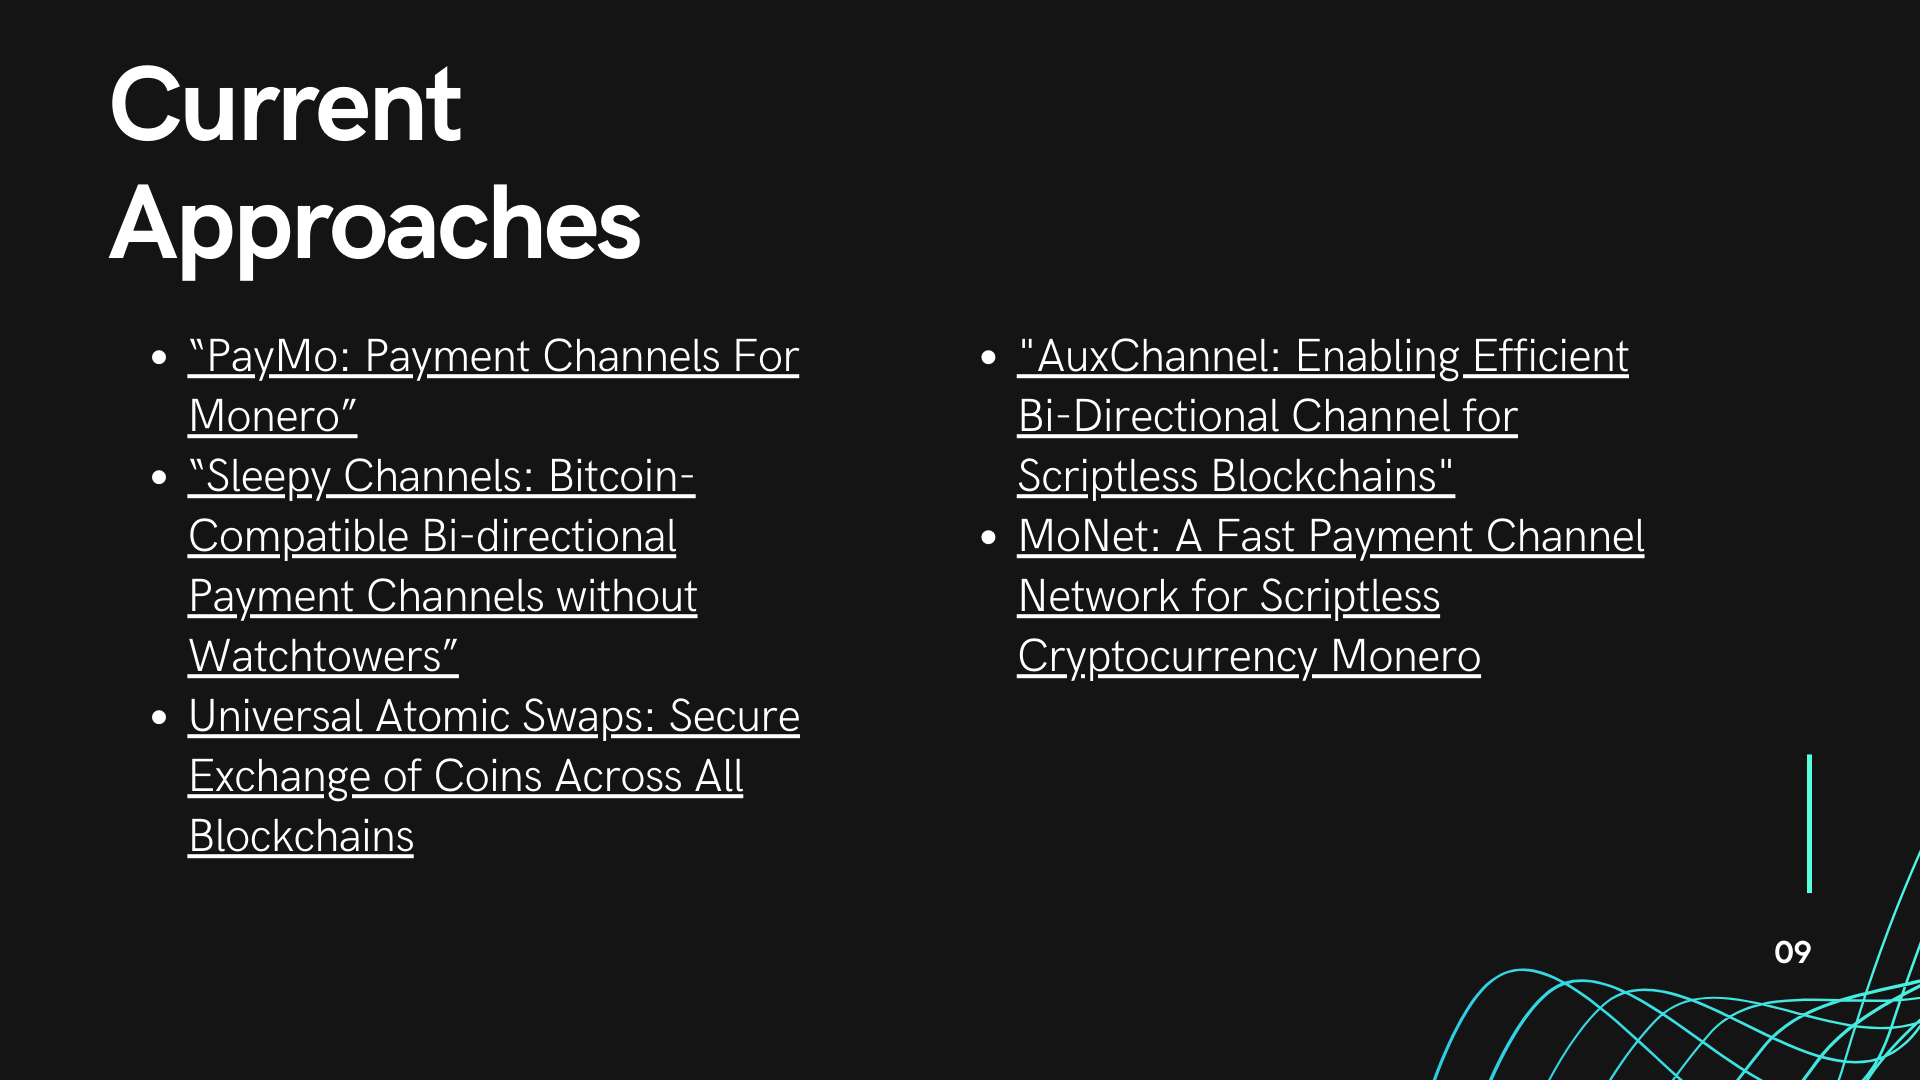 Current
Approaches
• “PayMo: Payment Channels For
Monero”
• “Sleepy Channels: Bitcoin-
Compatible Bi-directional
Payment Channels without
Watchtowers”
• Universal Atomic Swaps: Secure
Exchange of Coins Across All
Blockchains
• "AuxChannel: Enabling Efficient
Bi-Directional Channel for
Scriptless Blockchains"
• MoNet: A Fast Payment Channel
Network for Scriptless
Cryptocurrency Monero
09